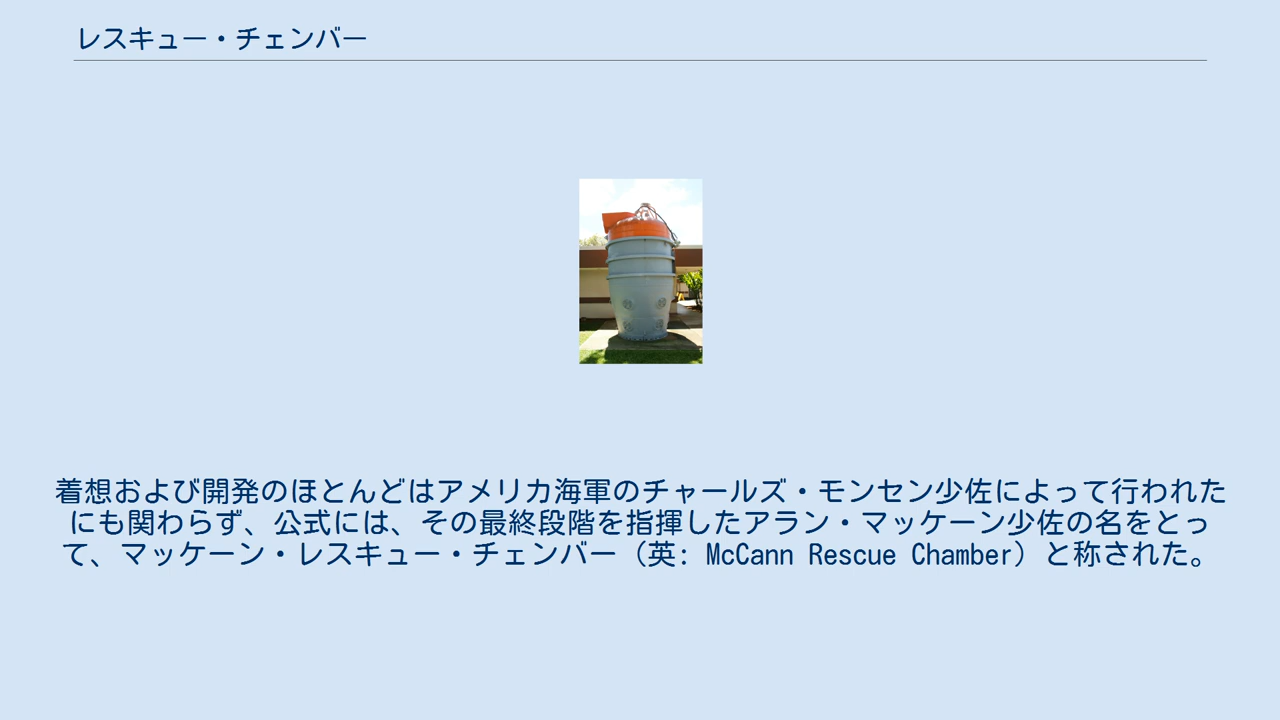 レスキュー・チェンバー
着想および開発のほとんどはアメリカ海軍のチャールズ・モンセン少佐によって行われた
にも関わらず、公式には、その最終段階を指揮したアラン・マッケーン少佐の名をとっ
て、マッケーン・レスキュー・チェンバー（英: McCann Rescue Chamber）と称された。